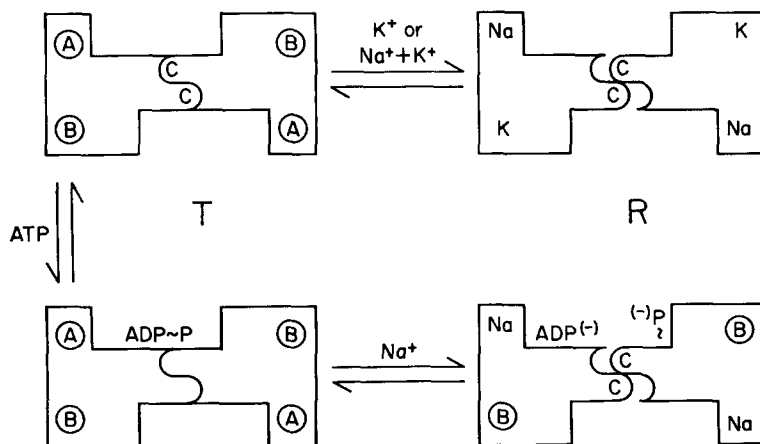 A B
C
C
B A
K⁺ or
Na⁺+K⁺
Na K
C
C
K Na
ATP
T
R
A ADP~P B
B A
Na⁺
Na ADP⁽⁻⁾ ⁽⁻⁾P
~
B
C
C
B Na